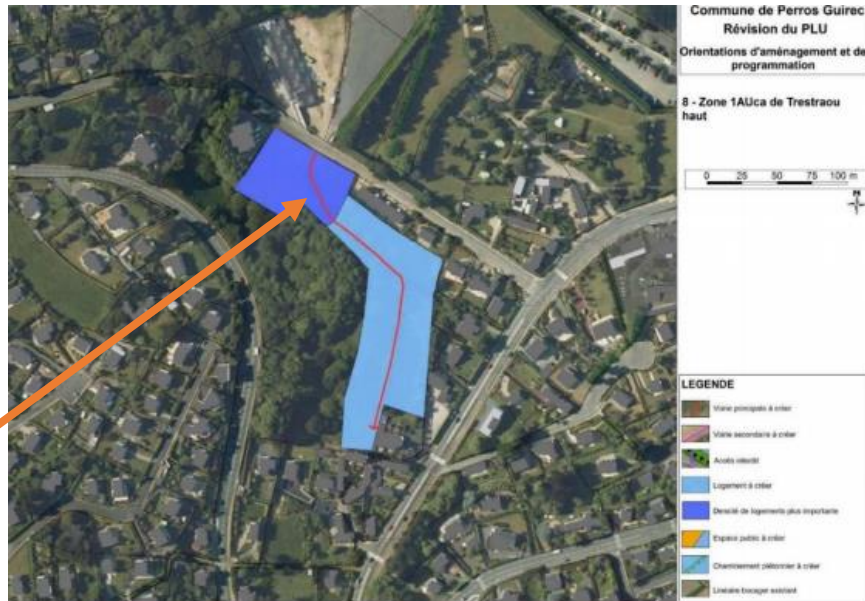 Commune de Perros Guirec
Révision du PLU
Orientations d'aménagement et de
programmation
8 - Zone 1AUca de Trestraou
haut
0 25 50 75 100 m
N
LEGENDE
Voirie principale à créer
Voirie secondaire à créer
Accès interdit
Logement à créer
Densité de logements plus importante
Espace public à créer
Cheminement piétonnier à créer
Linéaire bocager existant